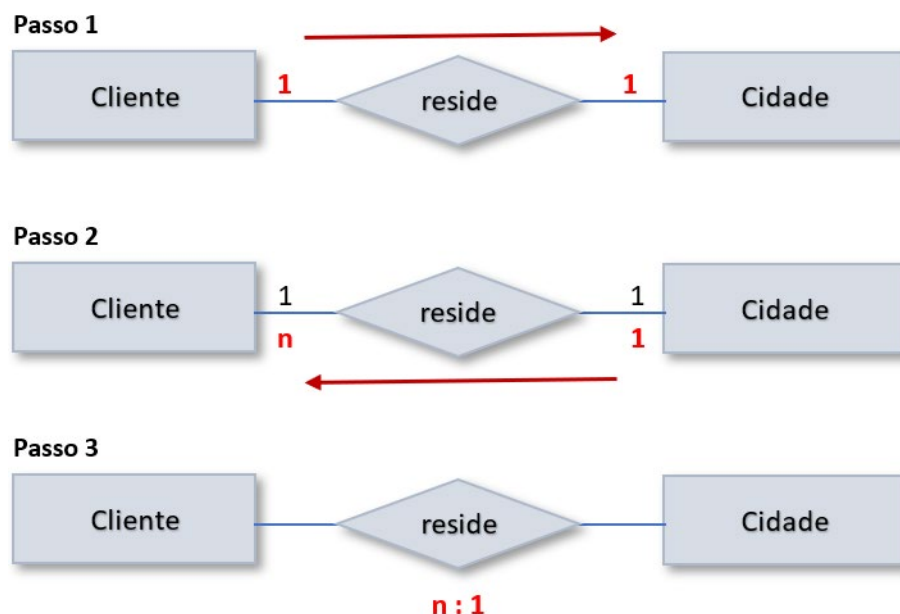 Passo 1
Cliente 1 reside 1 Cidade
Passo 2
1 1
Cliente reside Cidade
n 1
Passo 3
Cliente reside Cidade
n : 1